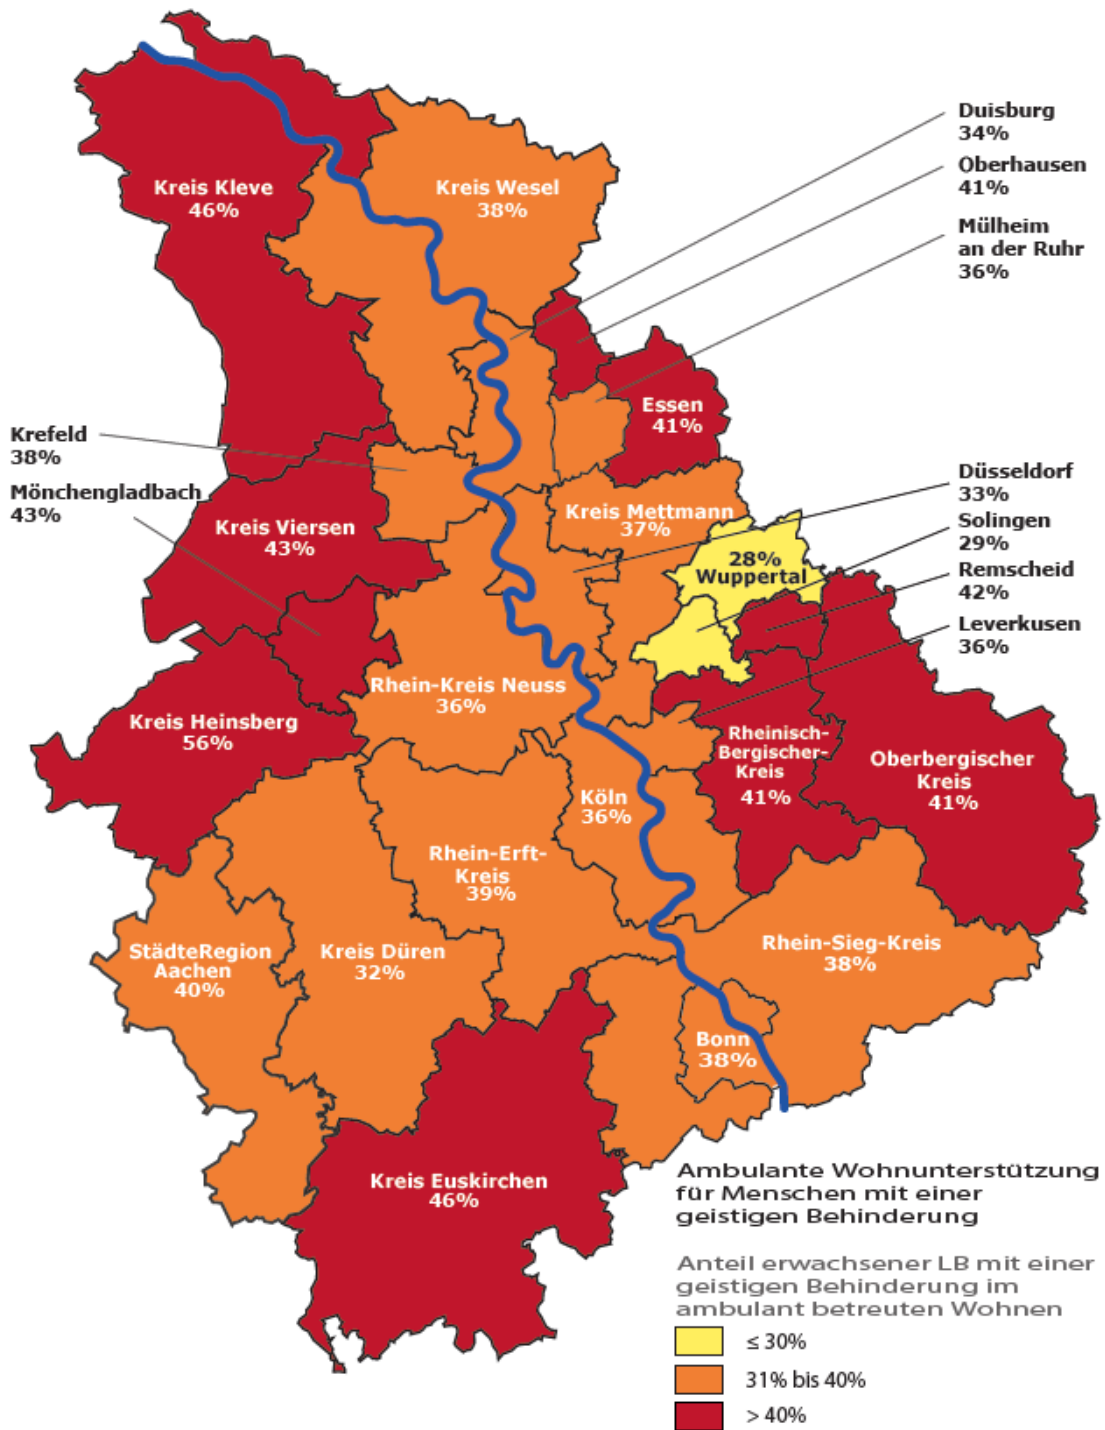 Duisburg
34%
Oberhausen
41%
Mülheim
an der Ruhr
36%
Kreis Kleve
46%
Kreis Wesel
38%
Essen
41%
Krefeld
38%
Mönchengladbach
43%
Düsseldorf
33%
Solingen
29%
Remscheid
42%
Leverkusen
36%
Kreis Viersen
43%
Kreis Mettmann
37%
28%
Wuppertal
Rhein-Kreis Neuss
36%
Kreis Heinsberg
56%
Rheinisch-
Bergischer-
Kreis
41%
Oberbergischer
Kreis
41%
Köln
36%
Rhein-Erft-
Kreis
39%
StädteRegion
Aachen
40%
Kreis Düren
32%
Rhein-Sieg-Kreis
38%
Bonn
38%
Kreis Euskirchen
46%
Ambulante Wohnunterstützung
für Menschen mit einer
geistigen Behinderung
Anteil erwachsener LB mit einer
geistigen Behinderung im
ambulant betreuten Wohnen
≤ 30%
31% bis 40%
> 40%